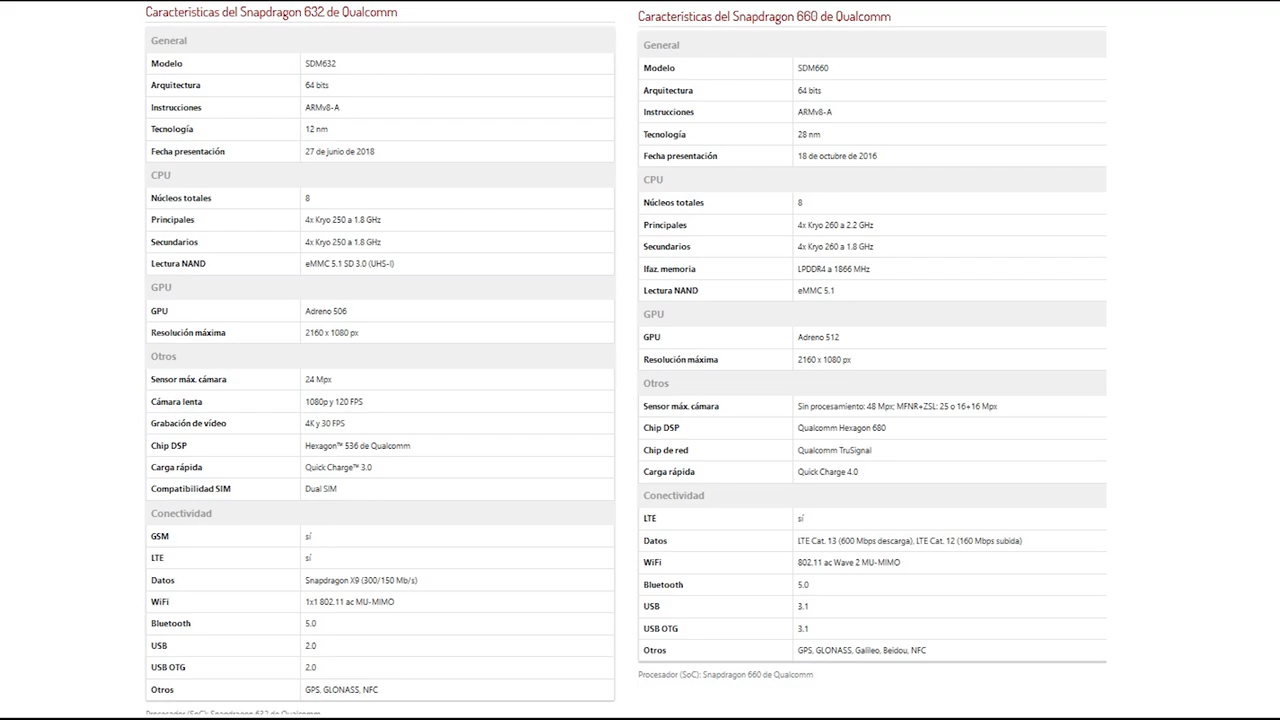 Características del Snapdragon 632 de Qualcomm
General
Modelo SDM632
Arquitectura 64 bits
Instrucciones ARMv8-A
Tecnología 12 nm
Fecha presentación 27 de junio de 2018
CPU
Núcleos totales 8
Principales 4x Kryo 250 a 1.8 GHz
Secundarios 4x Kryo 250 a 1.8 GHz
Lectura NAND eMMC 5.1 SD 3.0 (UHS-I)
GPU
GPU Adreno 506
Resolución máxima 2160 x 1080 px
Otros
Sensor máx. cámara 24 Mpx
Cámara lenta 1080p y 120 FPS
Grabación de vídeo 4K y 30 FPS
Chip DSP Hexagon™ 536 de Qualcomm
Carga rápida Quick Charge™ 3.0
Compatibilidad SIM Dual SIM
Conectividad
GSM sí
LTE sí
Datos Snapdragon X9 (300/150 Mb/s)
WiFi 1x1 802.11 ac MU-MIMO
Bluetooth 5.0
USB 2.0
USB OTG 2.0
Otros GPS, GLONASS, NFC
Procesador (SoC): Snapdragon 632 de Qualcomm
Características del Snapdragon 660 de Qualcomm
General
Modelo SDM660
Arquitectura 64 bits
Instrucciones ARMv8-A
Tecnología 28 nm
Fecha presentación 18 de octubre de 2016
CPU
Núcleos totales 8
Principales 4x Kryo 260 a 2.2 GHz
Secundarios 4x Kryo 260 a 1.8 GHz
Ifaz. memoria LPDDR4 a 1866 MHz
Lectura NAND eMMC 5.1
GPU
GPU Adreno 512
Resolución máxima 2160 x 1080 px
Otros
Sensor máx. cámara Sin procesamiento: 48 Mpx; MFNR+ZSL: 25 o 16+16 Mpx
Chip DSP Qualcomm Hexagon 680
Chip de red Qualcomm TruSignal
Carga rápida Quick Charge 4.0
Conectividad
LTE sí
Datos LTE Cat. 13 (600 Mbps descarga), LTE Cat. 12 (160 Mbps subida)
WiFi 802.11 ac Wave 2 MU-MIMO
Bluetooth 5.0
USB 3.1
USB OTG 3.1
Otros GPS, GLONASS, Galileo, Beidou, NFC
Procesador (SoC): Snapdragon 660 de Qualcomm